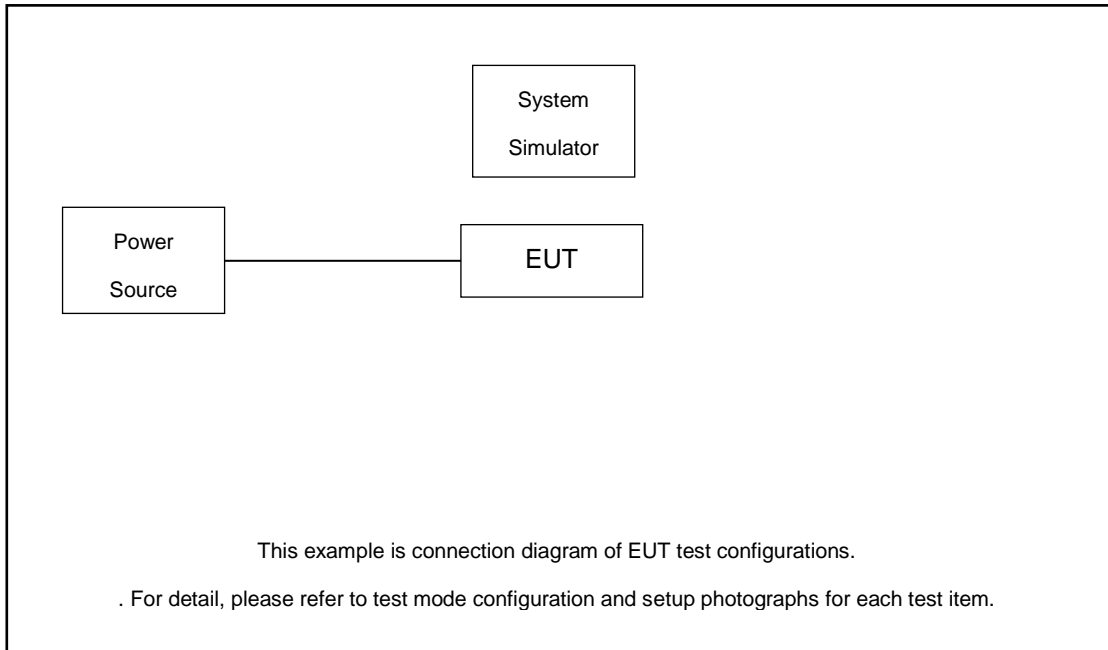 System
Simulator
Power
Source
EUT
This example is connection diagram of EUT test configurations.
. For detail, please refer to test mode configuration and setup photographs for each test item.